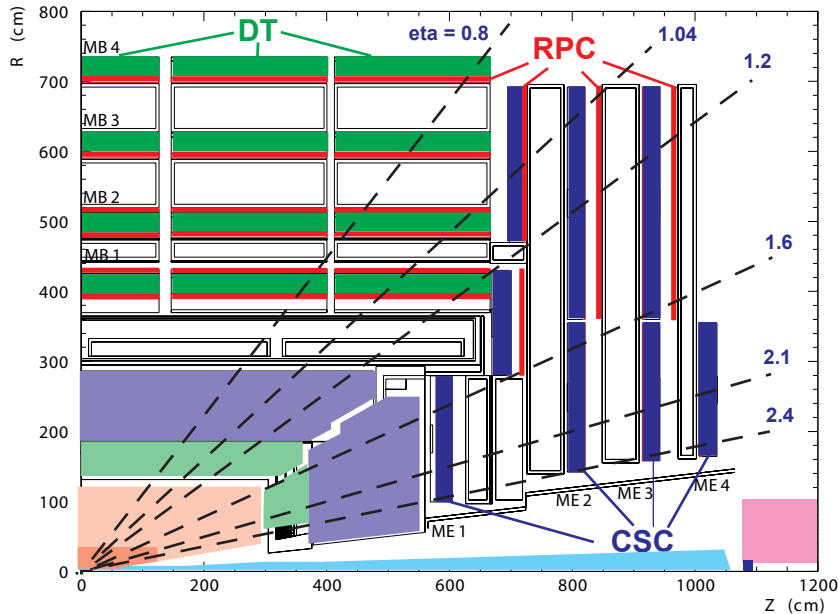 R (cm)
800
700
600
500
400
300
200
100
0
MB 4
MB 3
MB 2
MB 1
DT
eta = 0.8
1.04
1.2
RPC
1.6
2.1
2.4
ME 1
ME 2
ME 3
ME 4
CSC
0
200
400
600
800
1000
1200
Z (cm)